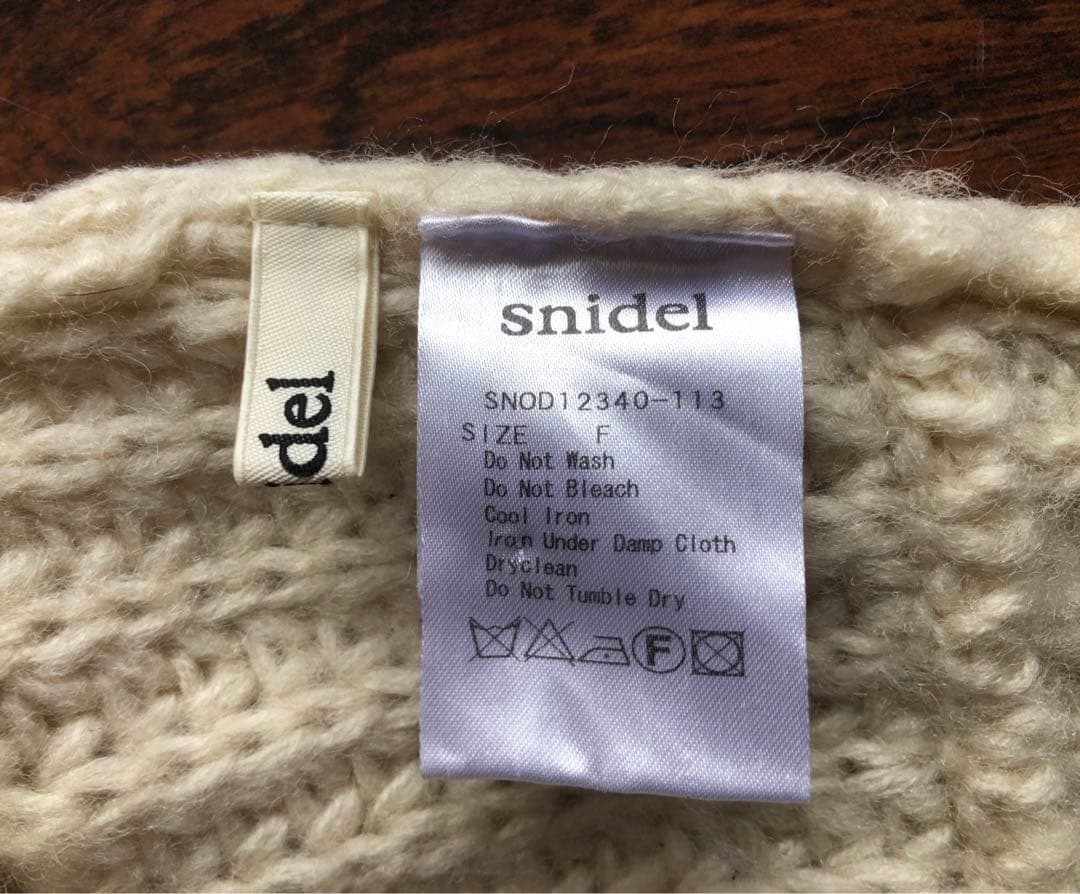 del
snidel
SNOD12340-113
SIZE F
Do Not Wash
Do Not Bleach
Cool Iron
Iron Under Damp Cloth
Dryclean
Do Not Tumble Dry
F